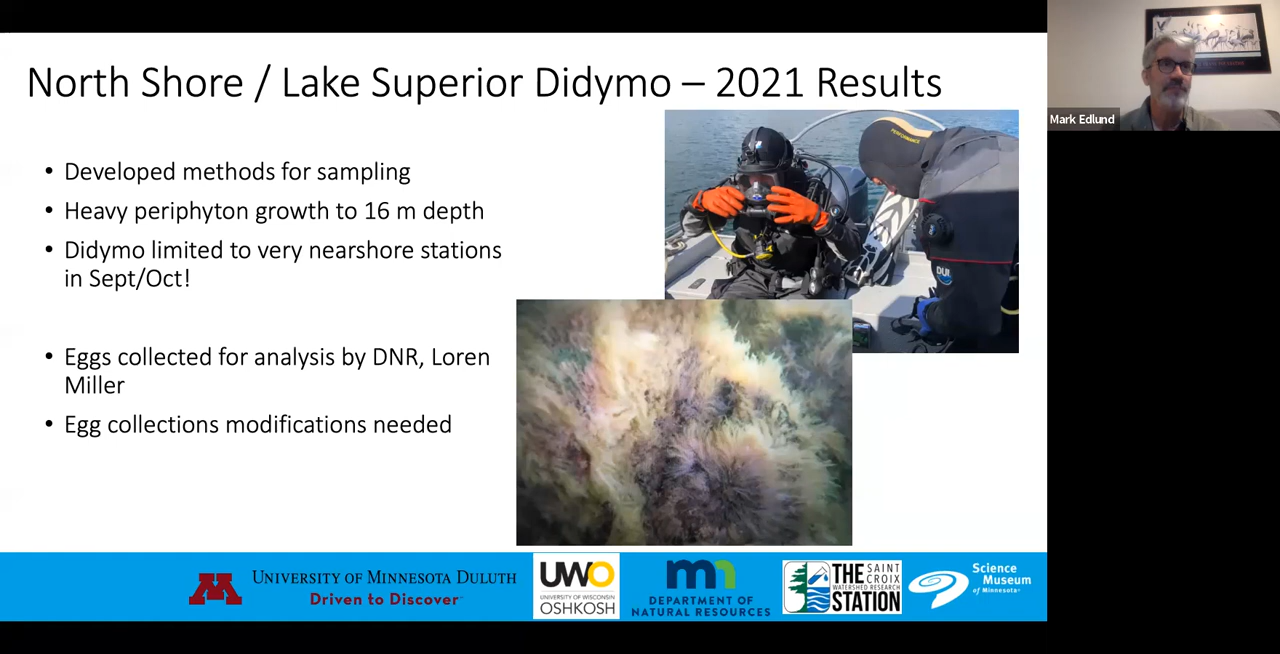 North Shore / Lake Superior Didymo – 2021 Results
• Developed methods for sampling
• Heavy periphyton growth to 16 m depth
• Didymo limited to very nearshore stations
in Sept/Oct!
• Eggs collected for analysis by DNR, Loren
Miller
• Egg collections modifications needed
Mark Edlund
PERFORMANCE
DUI
M
UNIVERSITY OF MINNESOTA DULUTH
Driven to Discover
UWO
UNIVERSITY OF WISCONSIN
OSHKOSH
mn
DEPARTMENT OF
NATURAL RESOURCES
THE SAINT CROIX
WATERSHED RESEARCH
STATION
Science
Museum
of Minnesota